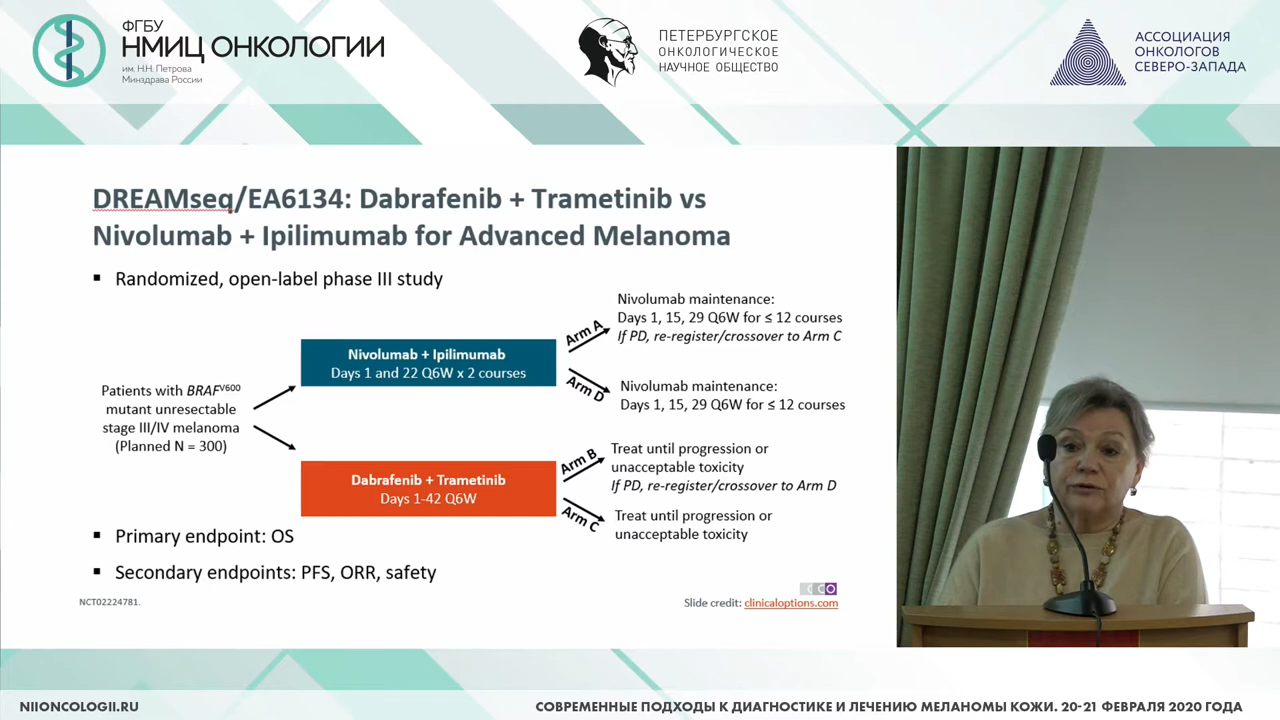 ФГБУ
НМИЦ ОНКОЛОГИИ
им. Н.Н. Петрова
Минздрава России
ПЕТЕРБУРГСКОЕ
ОНКОЛОГИЧЕСКОЕ
НАУЧНОЕ ОБЩЕСТВО
АССОЦИАЦИЯ
ОНКОЛОГОВ
СЕВЕРО-ЗАПАДА
DREAMseq/EA6134: Dabrafenib + Trametinib vs
Nivolumab + Ipilimumab for Advanced Melanoma
▪ Randomized, open-label phase III study
Patients with BRAFV600
mutant unresectable
stage III/IV melanoma
(Planned N = 300)
Nivolumab + Ipilimumab
Days 1 and 22 Q6W x 2 courses
Arm A
Nivolumab maintenance:
Days 1, 15, 29 Q6W for ≤ 12 courses
If PD, re-register/crossover to Arm C
Arm D
Nivolumab maintenance:
Days 1, 15, 29 Q6W for ≤ 12 courses
Dabrafenib + Trametinib
Days 1-42 Q6W
Arm B
Treat until progression or
unacceptable toxicity
If PD, re-register/crossover to Arm D
Arm C
Treat until progression or
unacceptable toxicity
▪ Primary endpoint: OS
▪ Secondary endpoints: PFS, ORR, safety
NCT02224781.
CCO
Slide credit: clinicaloptions.com
NIIONCOLOGII.RU
СОВРЕМЕННЫЕ ПОДХОДЫ К ДИАГНОСТИКЕ И ЛЕЧЕНИЮ МЕЛАНОМЫ КОЖИ. 20-21 ФЕВРАЛЯ 2020 ГОДА